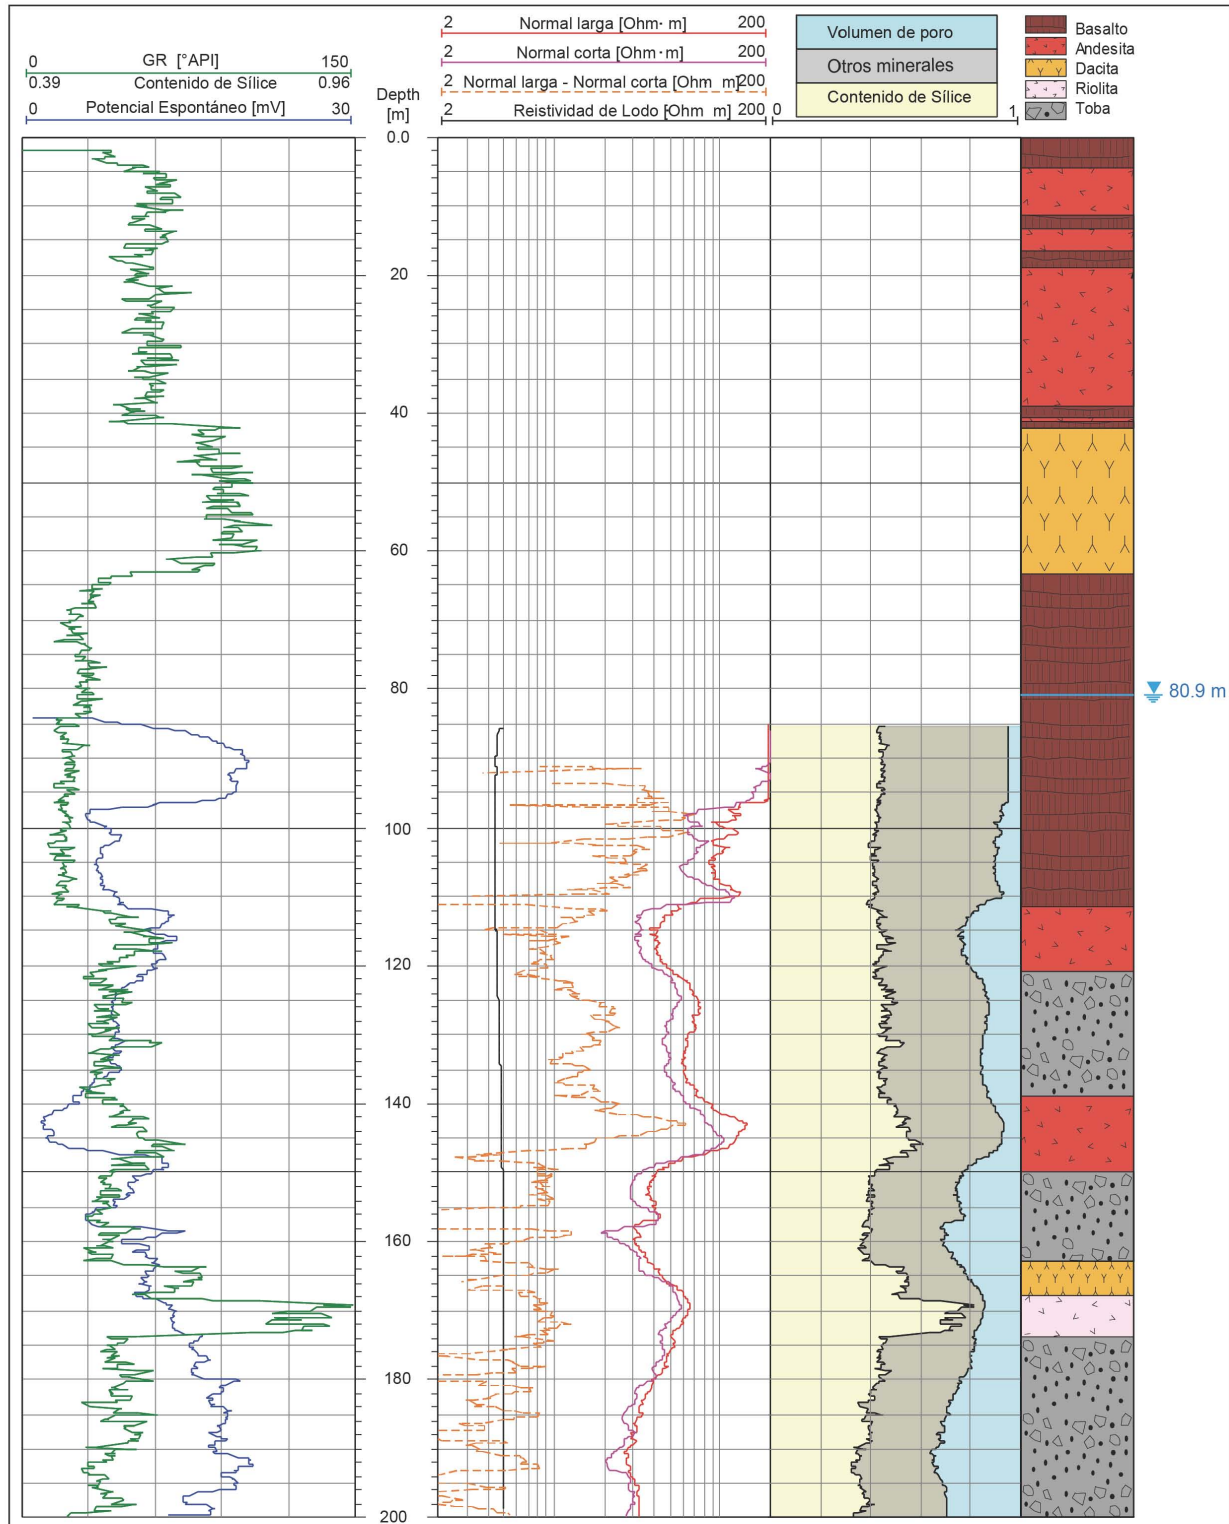 0 GR [°API] 150
0.39 Contenido de Sílice 0.96
0 Potencial Espontáneo [mV] 30
Depth
[m]
2 Normal larga [Ohm· m] 200
2 Normal corta [Ohm·m] 200
2 Normal larga - Normal corta [Ohm m] 200
2 Reistividad de Lodo [Ohm m] 200
Volumen de poro
Otros minerales
Contenido de Sílice
0 1
Basalto
Andesita
Dacita
Riolita
Toba
0.0
20
40
60
80
80.9 m
100
120
140
160
180
200